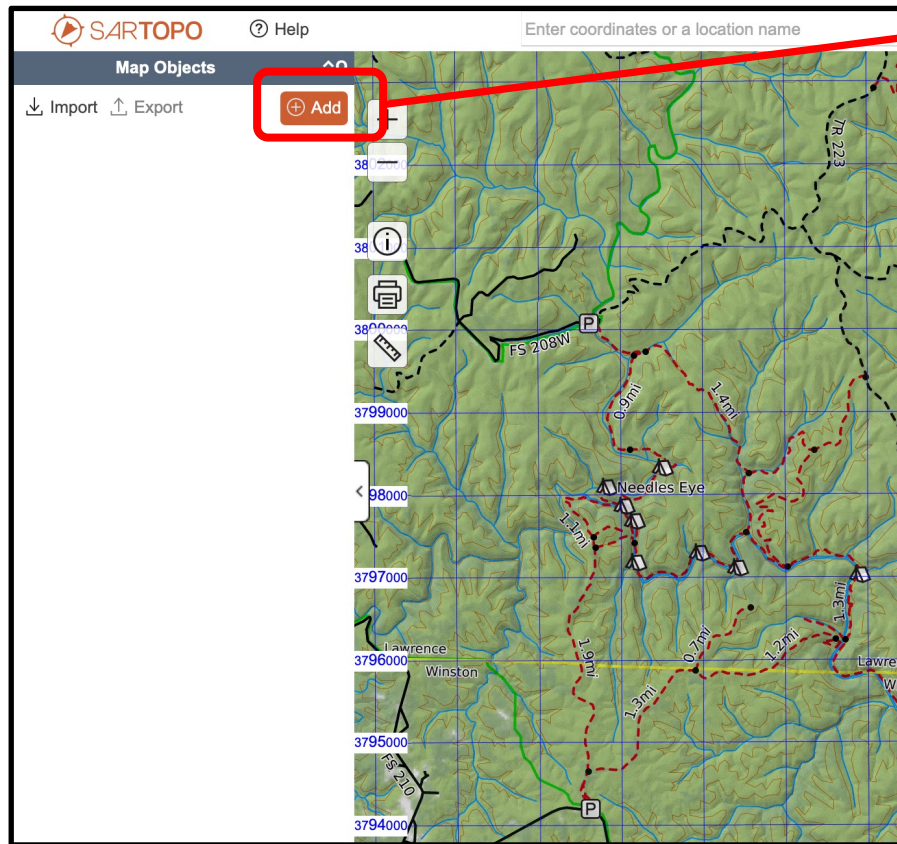 SARTOPO
Help
Enter coordinates or a location name
Map Objects
Import
Export
Add
TR 223
FS 208W
3799000
0.9mi
1.4mi
Needles Eye
1.1mi
3797000
1.3mi
1.9mi
0.7mi
1.2mi
Lawrence
3796000
Winston
Lawre
W
1.3mi
3795000
FS 210
3794000
P
P